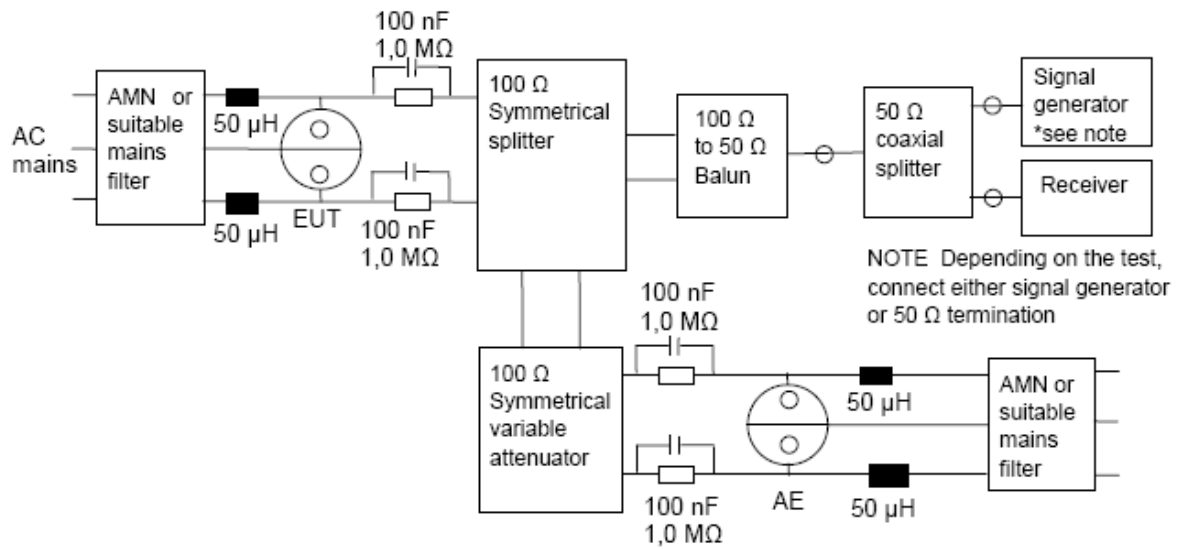 100 nF
1,0 MΩ
AC
mains
AMN or
suitable
mains
filter
50 µH
50 µH
EUT
100 nF
1,0 MΩ
100 Ω
Symmetrical
splitter
100 Ω
to 50 Ω
Balun
50 Ω
coaxial
splitter
Signal
generator
*see note
Receiver
NOTE Depending on the test,
connect either signal generator
or 50 Ω termination
100 nF
1,0 MΩ
100 Ω
Symmetrical
variable
attenuator
100 nF
1,0 MΩ
AE
50 µH
50 µH
AMN or
suitable
mains
filter